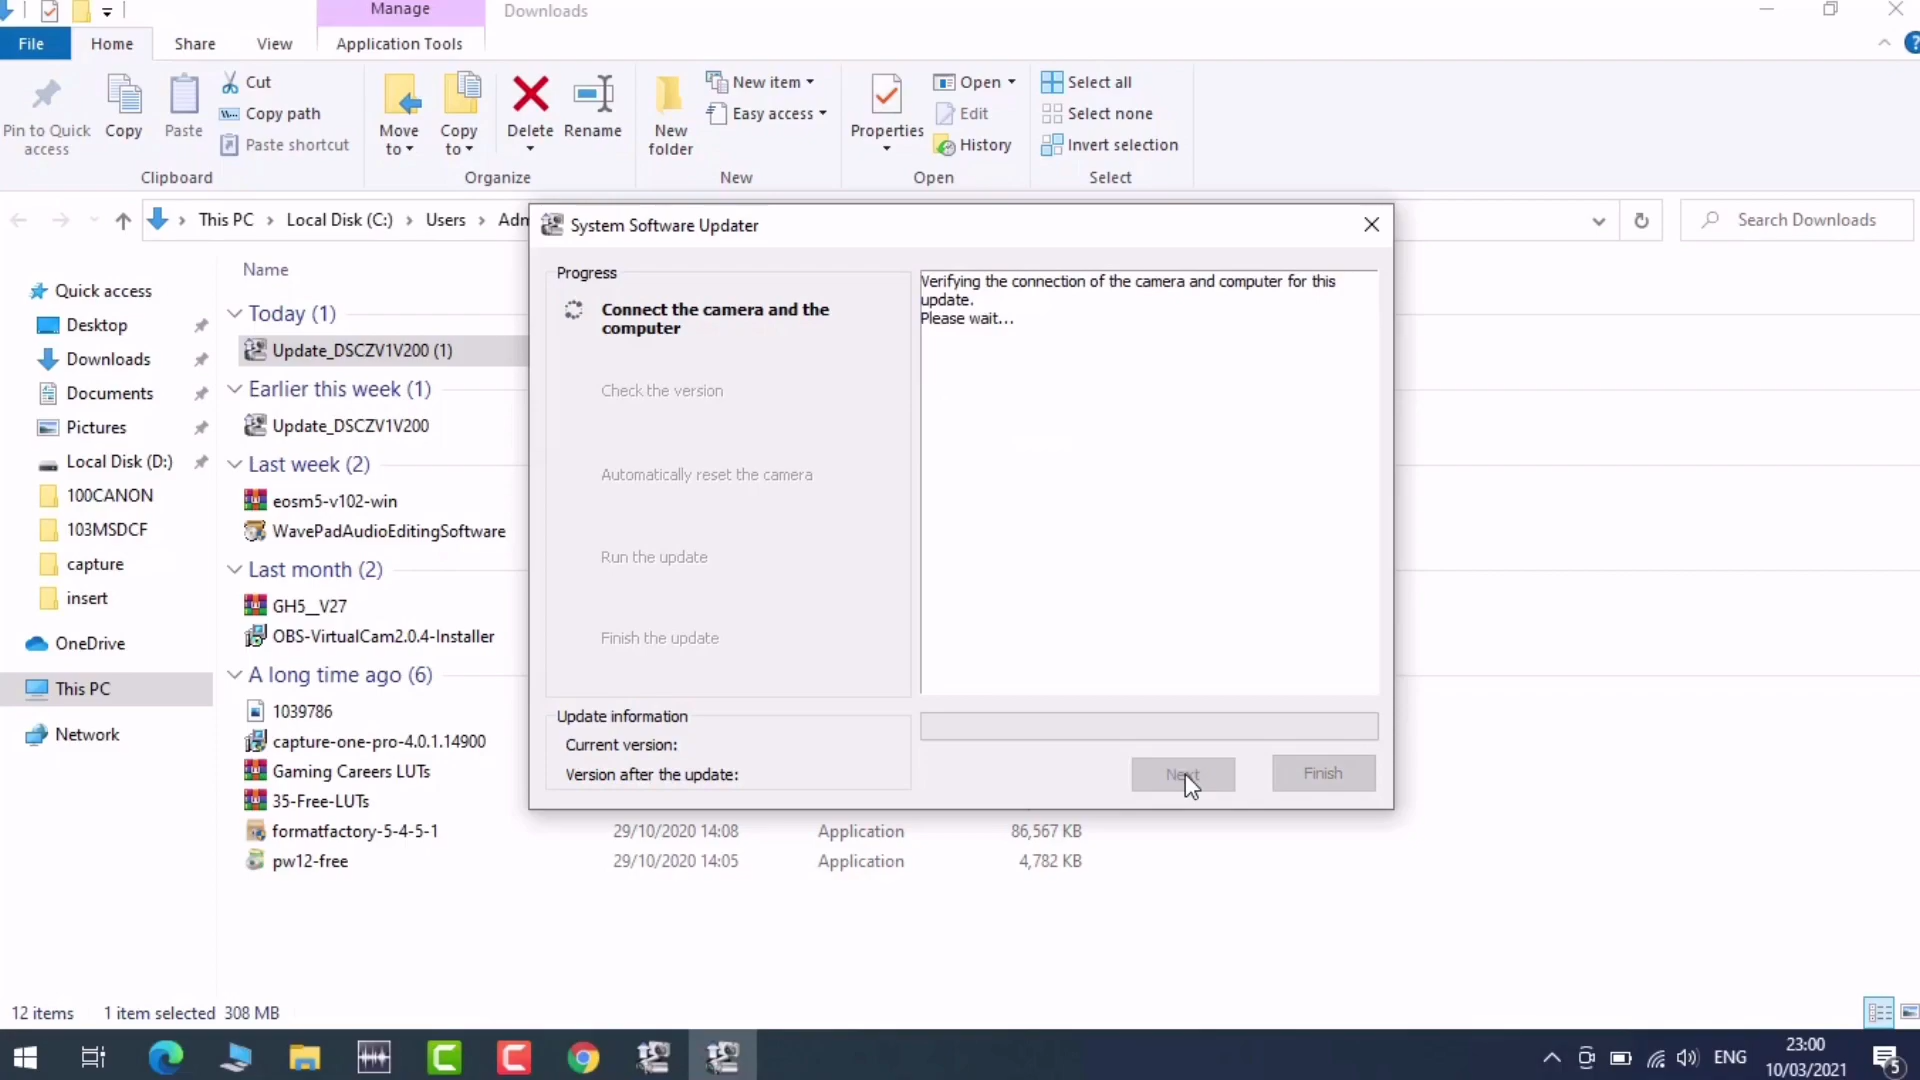 Manage
Downloads
File
Home
Share
View
Application Tools
Pin to Quick
access
Copy
Paste
Cut
Copy path
Paste shortcut
Clipboard
Move
to
Copy
to
Delete
Rename
Organize
New
folder
New item
Easy access
New
Properties
Open
Edit
History
Open
Select all
Select none
Invert selection
Select
This PC
Local Disk (C:)
Users
Adn
Search Downloads
Quick access
Desktop
Downloads
Documents
Pictures
Local Disk (D:)
100CANON
103MSDCF
capture
insert
OneDrive
This PC
Network
Name
Today (1)
Update_DSCZV1V200 (1)
Earlier this week (1)
Update_DSCZV1V200
Last week (2)
eosm5-v102-win
WavePadAudioEditingSoftware
Last month (2)
GH5__V27
OBS-VirtualCam2.0.4-Installer
A long time ago (6)
1039786
capture-one-pro-4.0.1.14900
Gaming Careers LUTs
35-Free-LUTs
formatfactory-5-4-5-1 29/10/2020 14:08 Application 86,567 KB
pw12-free 29/10/2020 14:05 Application 4,782 KB
System Software Updater
Progress
Connect the camera and the
computer
Check the version
Automatically reset the camera
Run the update
Finish the update
Verifying the connection of the camera and computer for this
update.
Please wait...
Update information
Current version:
Version after the update:
Next
Finish
12 items
1 item selected 308 MB
ENG
23:00
10/03/2021
5